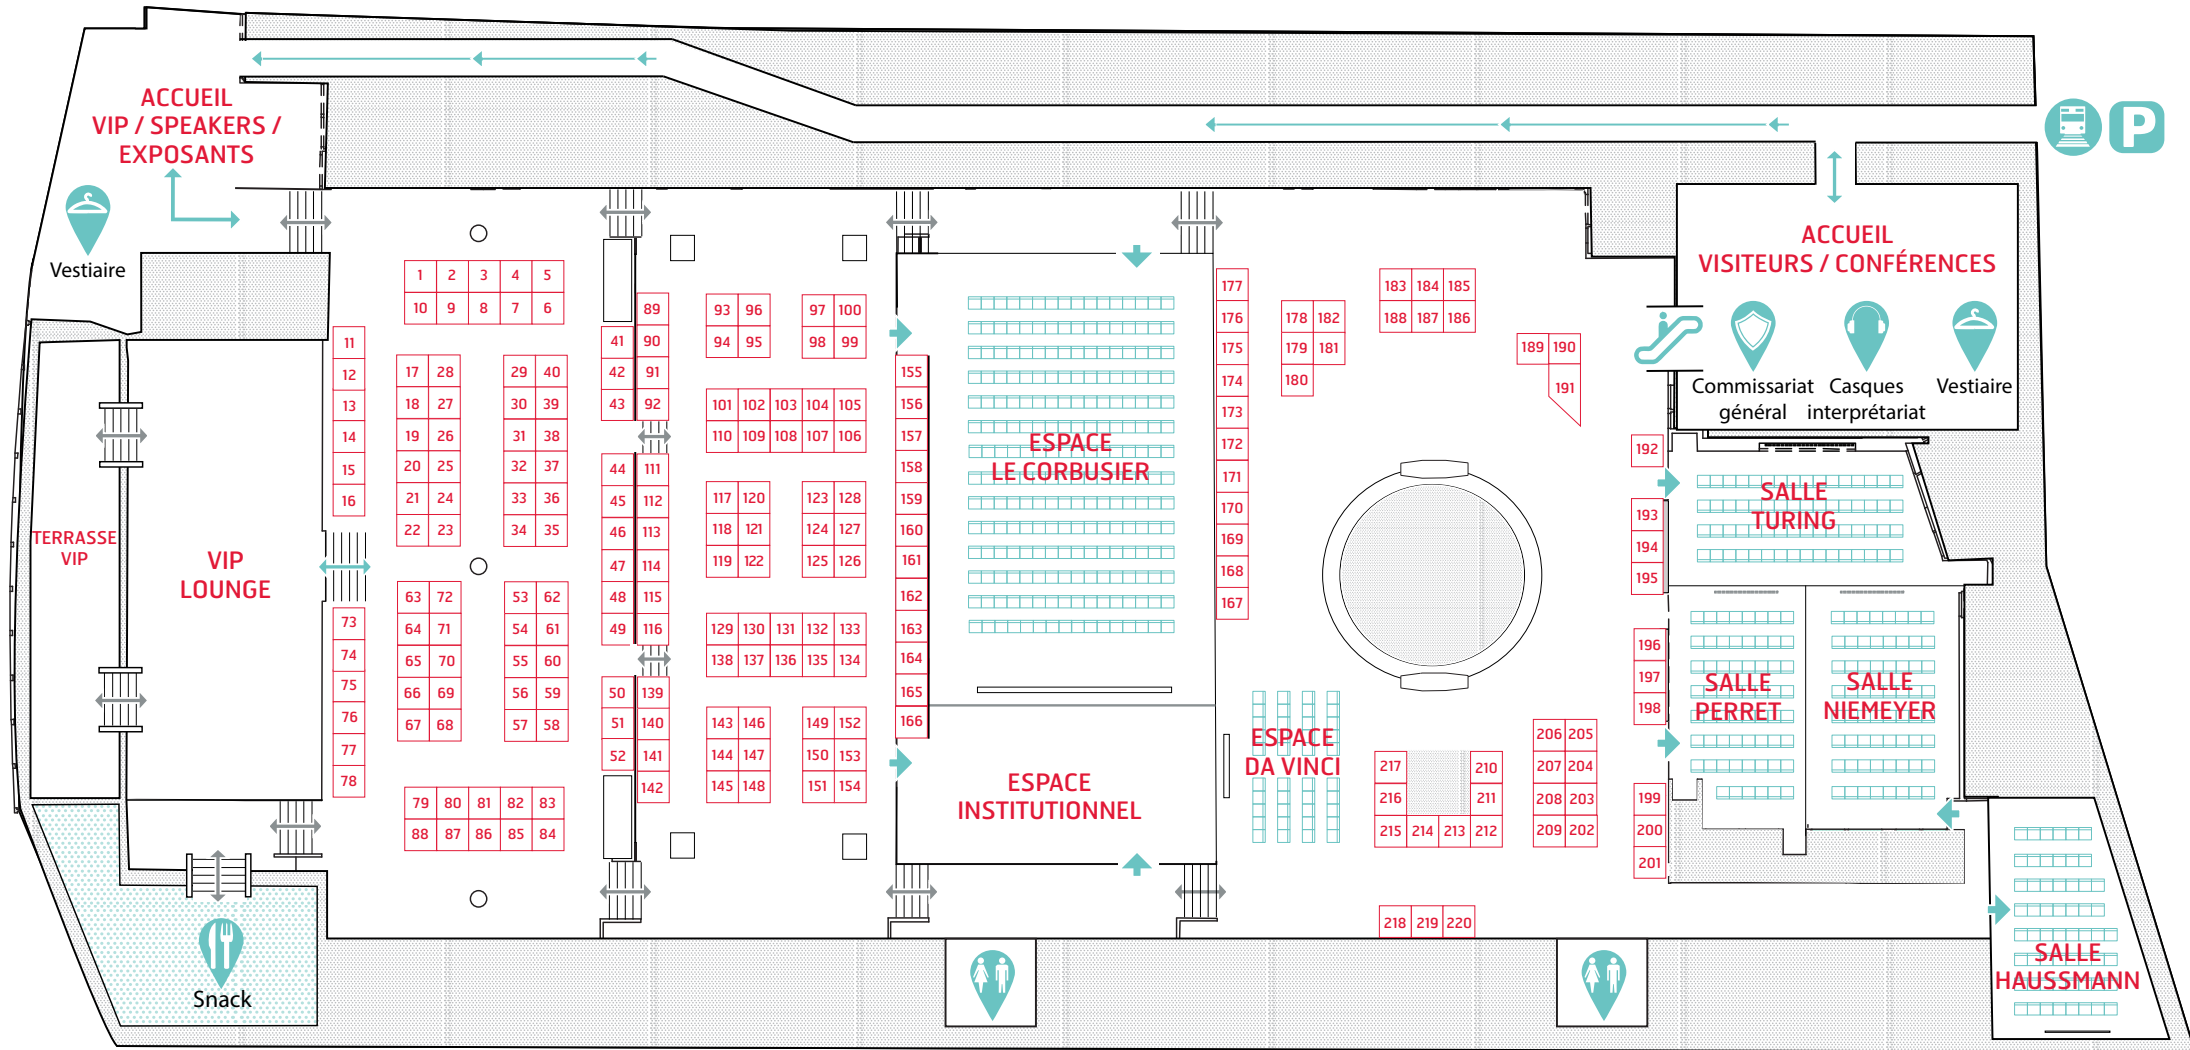 ACCUEIL
VIP / SPEAKERS /
EXPOSANTS
Vestiaire
P
ACCUEIL
VISITEURS / CONFÉRENCES
Commissariat
général
Casques
interprétariat
Vestiaire
TERRASSE
VIP
VIP
LOUNGE
Snack
1 2 3 4 5
10 9 8 7 6
11
12
13
14
15
16
17 28
18 27
19 26
20 25
21 24
22 23
29 40
30 39
31 38
32 37
33 36
34 35
63 72
64 71
65 70
66 69
67 68
53 62
54 61
55 60
56 59
57 58
73
74
75
76
77
78
79 80 81 82 83
88 87 86 85 84
41
42
43
44
45
46
47
48
49
50
51
52
89
90
91
92
111
112
113
114
115
116
139
140
141
142
93 96
94 95
97 100
98 99
101 102 103 104 105
110 109 108 107 106
117 120
118 121
119 122
123 128
124 127
125 126
129 130 131 132 133
138 137 136 135 134
143 146
144 147
145 148
149 152
150 153
151 154
155
156
157
158
159
160
161
162
163
164
165
166
ESPACE
LE CORBUSIER
ESPACE
INSTITUTIONNEL
177
176
175
174
173
172
171
170
169
168
167
178 182
179 181
180
183 184 185
188 187 186
189 190
191
192
193
194
195
196
197
198
199
200
201
ESPACE
DA VINCI
217 210
216 211
215 214 213 212
206 205
207 204
208 203
209 202
218 219 220
SALLE
TURING
SALLE
PERRET
SALLE
NIEMEYER
SALLE
HAUSSMANN